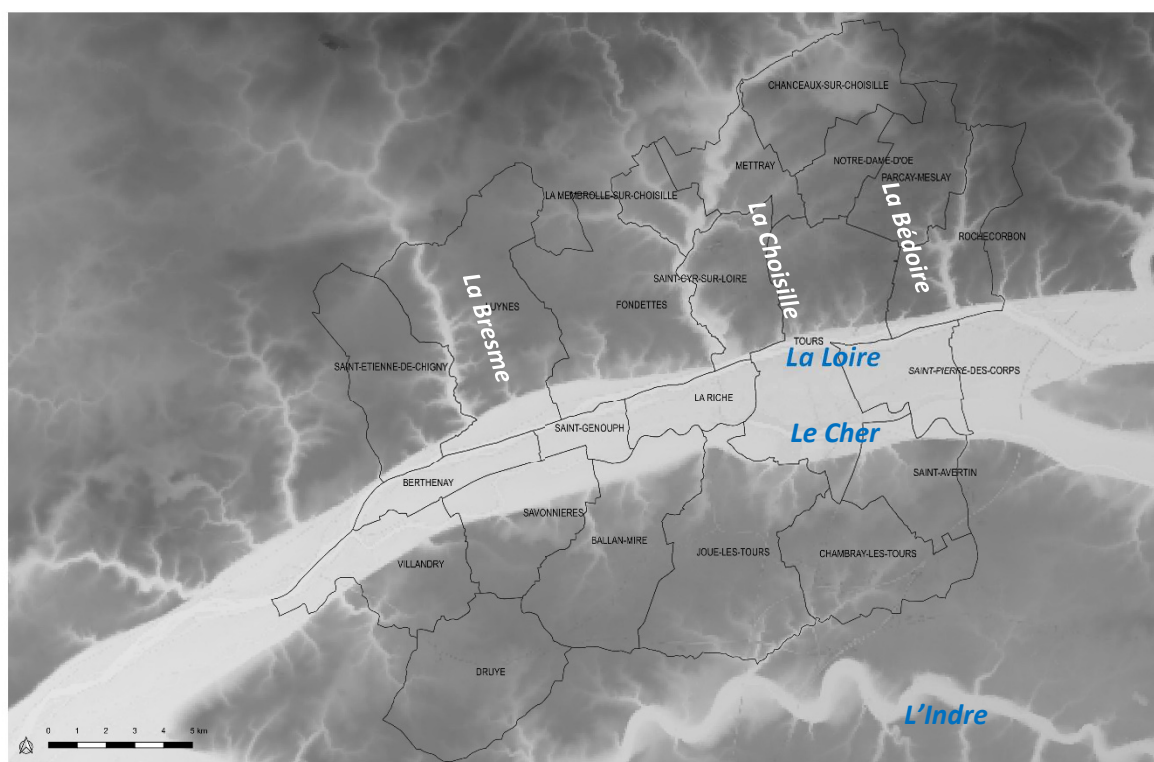 CHANCEAUX-SUR-CHOISILLE
NOTRE-DAME-D'OE
METTRAY
PARCAY-MESLAY
LA MEMBROLLE-SUR-CHOISILLE
La Bédoire
La Choisille
ROCHECORBON
SAINT-CYR-SUR-LOIRE
La Bresme
LUYNES
FONDETTES
TOURS
La Loire
SAINT-ETIENNE-DE-CHIGNY
SAINT-PIERRE-DES-CORPS
LA RICHE
SAINT-GENOUPH
Le Cher
SAINT-AVERTIN
BERTHENAY
SAVONNIERES
BALLAN-MIRE
JOUE-LES-TOURS
CHAMBRAY-LES-TOURS
VILLANDRY
DRUYE
L'Indre
0 1 2 3 4 5 km